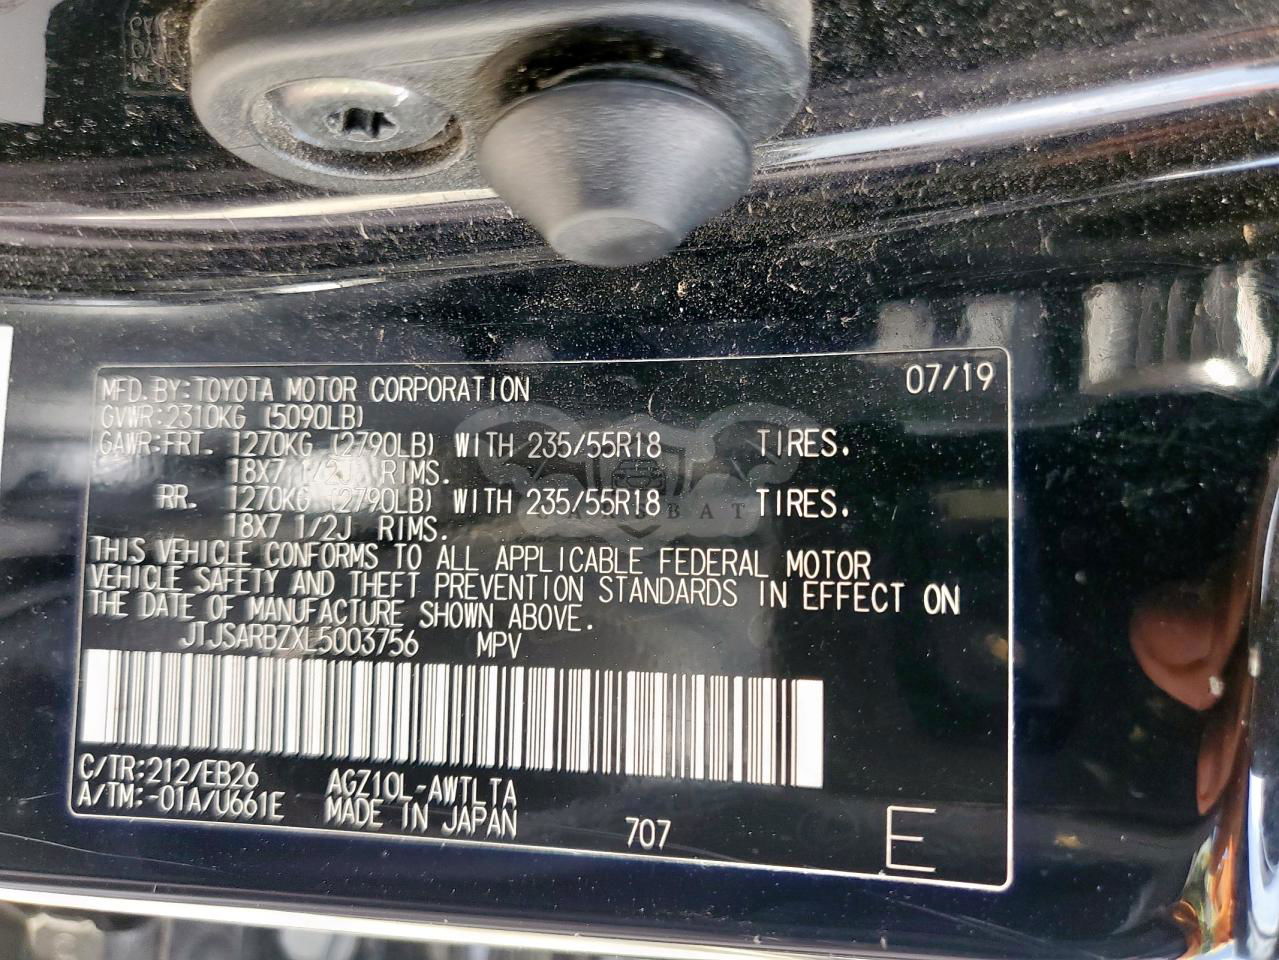 MFD. BY: TOYOTA MOTOR CORPORATION 07/19
GVWR: 2310KG (5090LB)
GAWR: FRT. 1270KG (2790LB) WITH 235/55R18 TIRES.
18X7 1/2J RIMS.
RR. 1270KG (2790LB) WITH 235/55R18 TIRES.
18X7 1/2J RIMS.
THIS VEHICLE CONFORMS TO ALL APPLICABLE FEDERAL MOTOR
VEHICLE SAFETY AND THEFT PREVENTION STANDARDS IN EFFECT ON
THE DATE OF MANUFACTURE SHOWN ABOVE.
JTJSARBZXL5003756 MPV
C/TR: 212/EB26 AGZ10L-AWTLTA
A/TM: -01A/U661E MADE IN JAPAN 707 E
CARSBAT